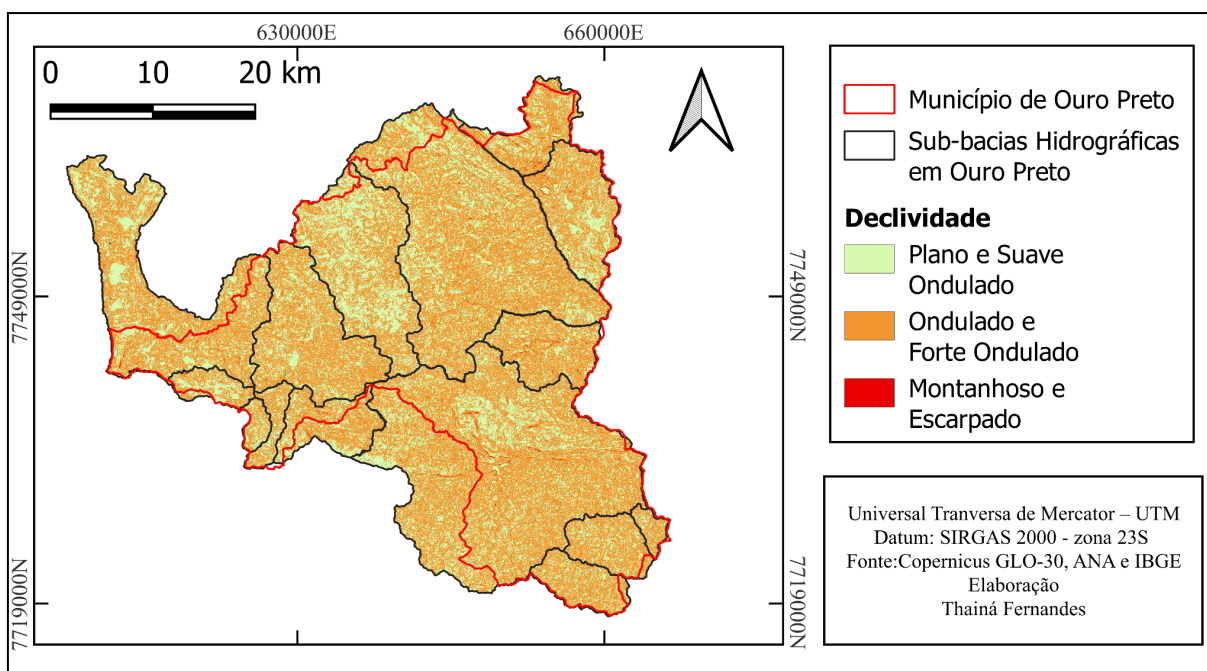 630000E
660000E
0 10 20 km
7749000N
7749000N
7719000N
7719000N
Município de Ouro Preto
Sub-bacias Hidrográficas
em Ouro Preto
Declividade
Plano e Suave
Ondulado
Ondulado e
Forte Ondulado
Montanhoso e
Escarpado
Universal Tranversa de Mercator – UTM
Datum: SIRGAS 2000 - zona 23S
Fonte:Copernicus GLO-30, ANA e IBGE
Elaboração
Thainá Fernandes